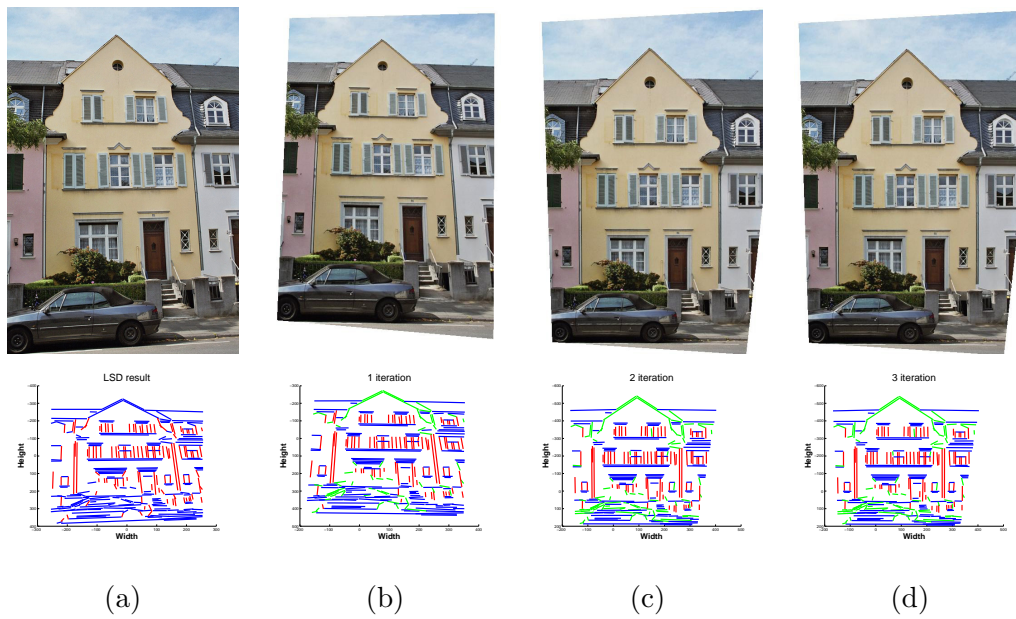 LSD result
1 iteration
2 iteration
3 iteration
Height
Height
Height
Height
Width
Width
Width
Width
(a)
(b)
(c)
(d)